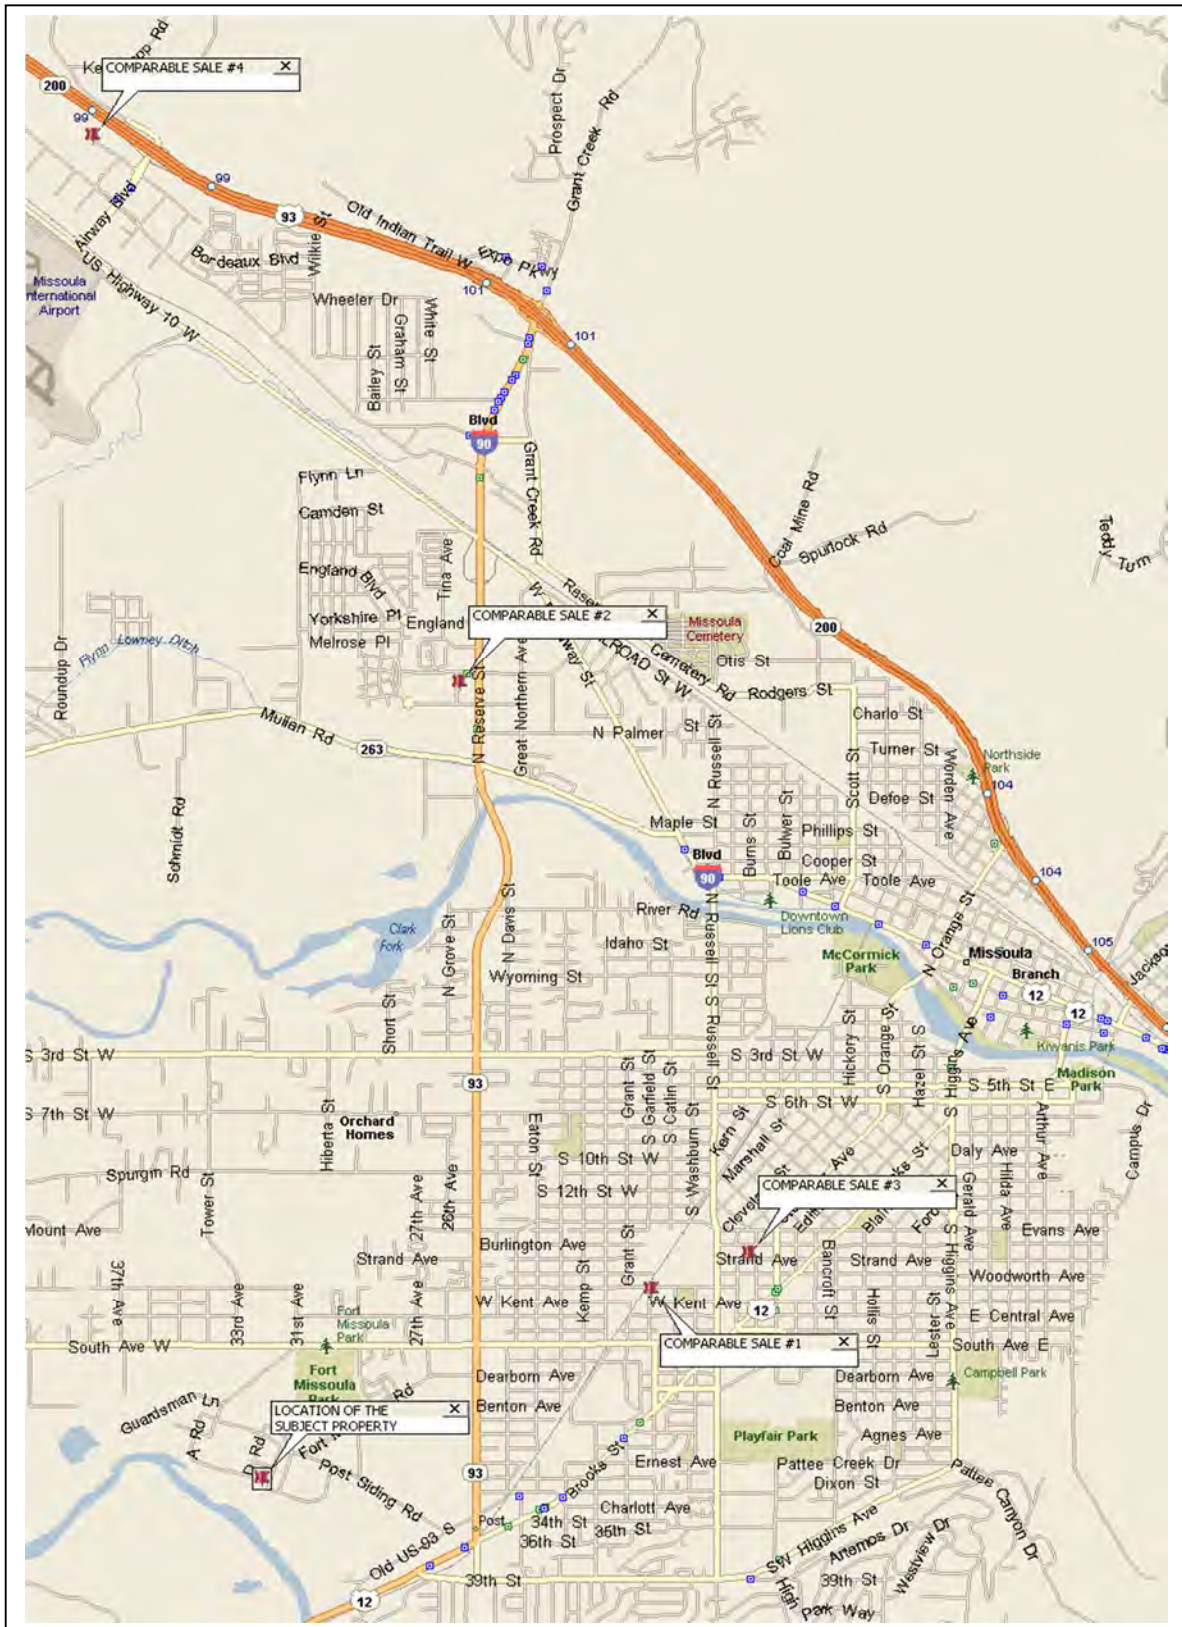 COMPARABLE SALE #4
200
99
99
93
Prospect Dr
Grant Creek Rd
Airway Blvd
Bordeaux Blvd
Wilkie St
Old Indian Trail W
Expo Pkwy
101
101
US Highway 10 W
Missoula
International
Airport
Wheeler Dr
Bailey St
Graham St
White St
Blvd
90
Grant Creek Rd
Flynn Ln
Camden St
Coal Mine Rd
Spurlock Rd
Teddy Turn
England Blvd
Tina Ave
Yorkshire Pl
England
Melrose Pl
COMPARABLE SALE #2
Missoula
Cemetery
200
Otis St
Cemetery Rd
Rodgers St
Roundup Dr
Flynn Lowney Ditch
Mullan Rd
263
N Reserve St
Great Northern Ave
N Palmer St
N Russell St
Charlo St
Turner St
Scott St
Worden Ave
Northside
Park
104
Schmidt Rd
Defoe St
Maple St
Burns St
Bulwer St
Phillips St
Cooper St
Blvd
90
Toole Ave
Toole Ave
104
River Rd
Downtown
Lions Club
Clark
Fork
N Grove St
N Davis St
Idaho St
Wyoming St
N Russell St
S Russell St
McCormick
Park
N Orange St
Missoula
Branch
12
12
105
Jackson
Kiwanis Park
Madison
Park
Short St
S 3rd St W
S 3rd St W
93
Hickory St
S Orange St
Hazel St
S Higgins Ave
S 5th St E
S 6th St W
S 7th St W
Orchard
Homes
Hiberta St
Eaton St
Grant St
S Garfield St
S Catlin St
S Washburn St
Kern St
Marshall St
Arthur Ave
Campus Dr
Daly Ave
Spurgin Rd
Tower St
S 10th St W
S 12th St W
27th Ave
26th Ave
COMPARABLE SALE #3
Gerald Ave
Hilda Ave
Evans Ave
Mount Ave
Strand Ave
Burlington Ave
Grant St
Strand Ave
Bancroft St
Strand Ave
S Higgins Ave
Woodworth Ave
37th Ave
33rd Ave
31st Ave
27th Ave
W Kent Ave
Kemp St
W Kent Ave
12
Hollis St
Lester St
E Central Ave
Fort
Missoula
Park
South Ave W
South Ave E
COMPARABLE SALE #1
Fort
Missoula
Park
Dearborn Ave
Dearborn Ave
Campbell Park
Guardsman Ln
Benton Ave
Benton Ave
LOCATION OF THE
SUBJECT PROPERTY
A Rd
Playfair Park
Agnes Ave
Post Siding Rd
93
Brooks St
Ernest Ave
Pattee Creek Dr
Dixon St
Pattee Canyon Dr
Charlott Ave
Post
34th St
35th St
36th St
Old US-93 S
SW Higgins Ave
Artemos Dr
Westview Dr
39th St
39th St
High Park Way
12